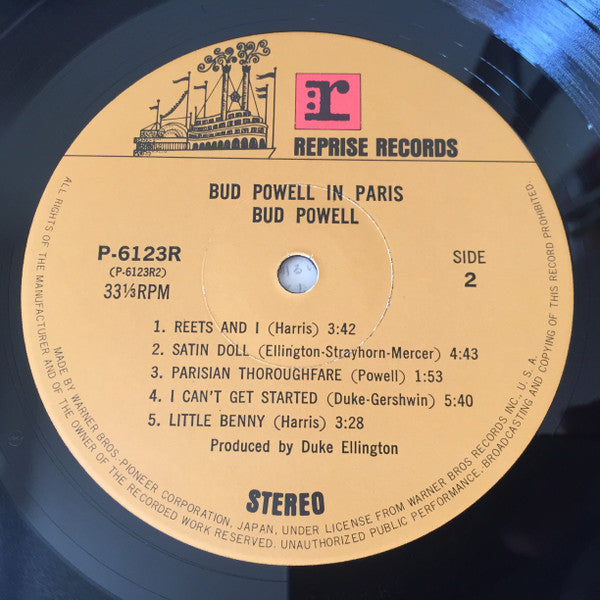 r
REPRISE RECORDS
BUD POWELL IN PARIS
BUD POWELL
P-6123R
(P-6123R2)
33⅓RPM
SIDE
2
1. REETS AND I (Harris) 3:42
2. SATIN DOLL (Ellington-Strayhorn-Mercer) 4:43
3. PARISIAN THOROUGHFARE (Powell) 1:53
4. I CAN'T GET STARTED (Duke-Gershwin) 5:40
5. LITTLE BENNY (Harris) 3:28
Produced by Duke Ellington
STEREO
MADE BY WARNER BROS.-PIONEER CORPORATION, JAPAN, UNDER LICENSE FROM WARNER BROS RECORDS INC., U.S.A.
ALL RIGHTS OF THE MANUFACTURER AND OF THE OWNER OF THE RECORDED WORK RESERVED. UNAUTHORIZED PUBLIC PERFORMANCE, BROADCASTING AND COPYING OF THIS RECORD PROHIBITED.